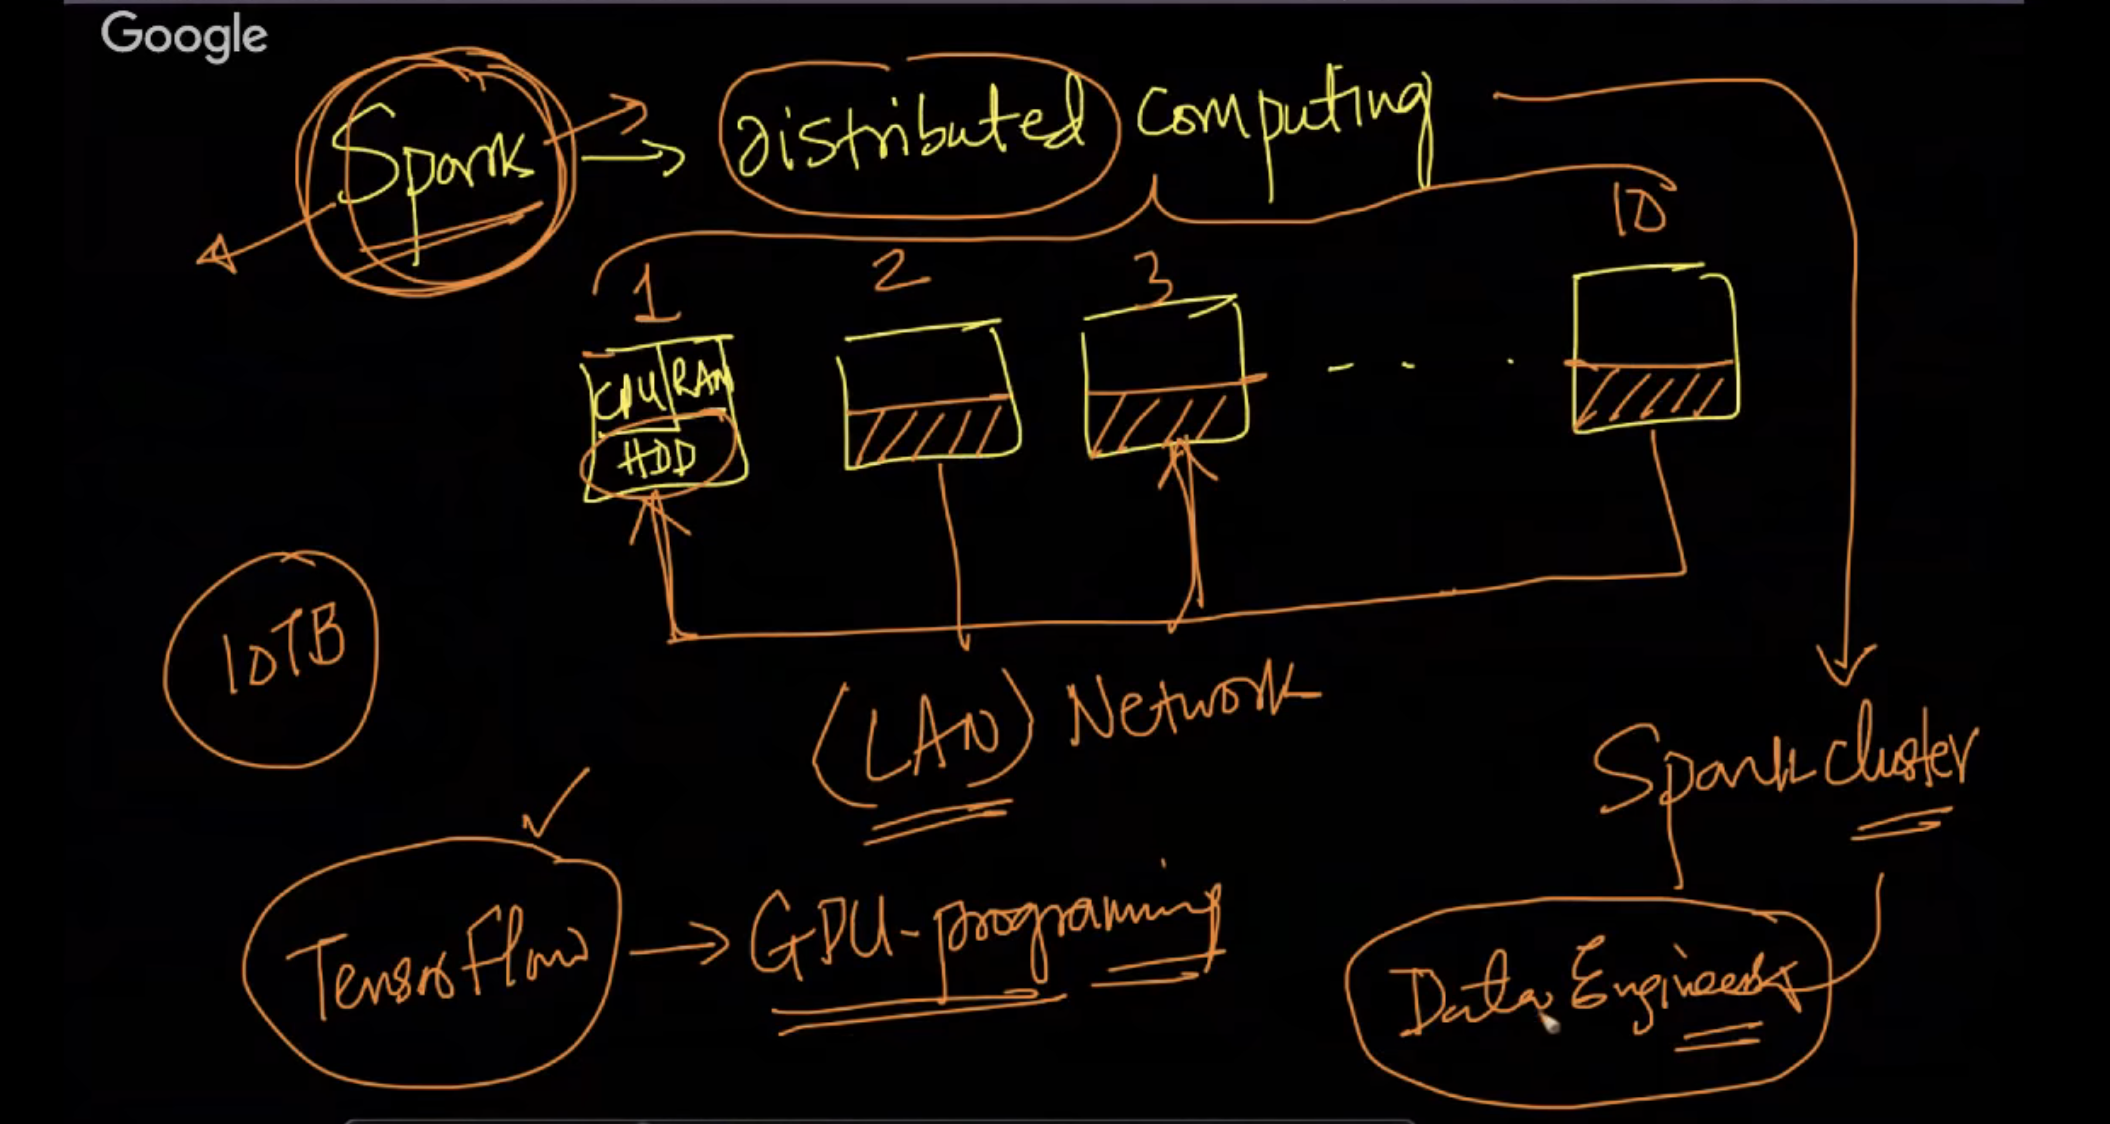 Google
Spark → Distributed Computing
1 2 3 10
CPU RAM
HDD
10TB
(LAN) Network
Spark cluster
TensorFlow → GPU-programming
Data Engineers